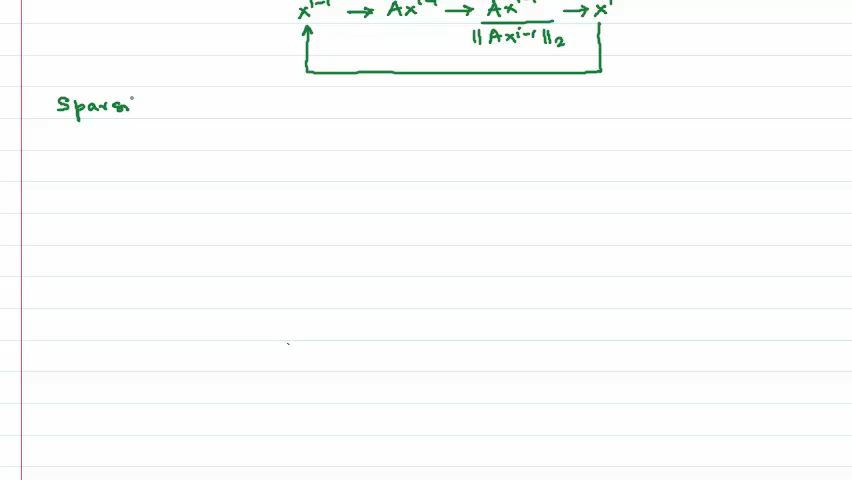 x^{i-1} → Ax^{i-1} → Ax^{i-1} / ||Ax^{i-1}||_2 → x^i
Sparsi